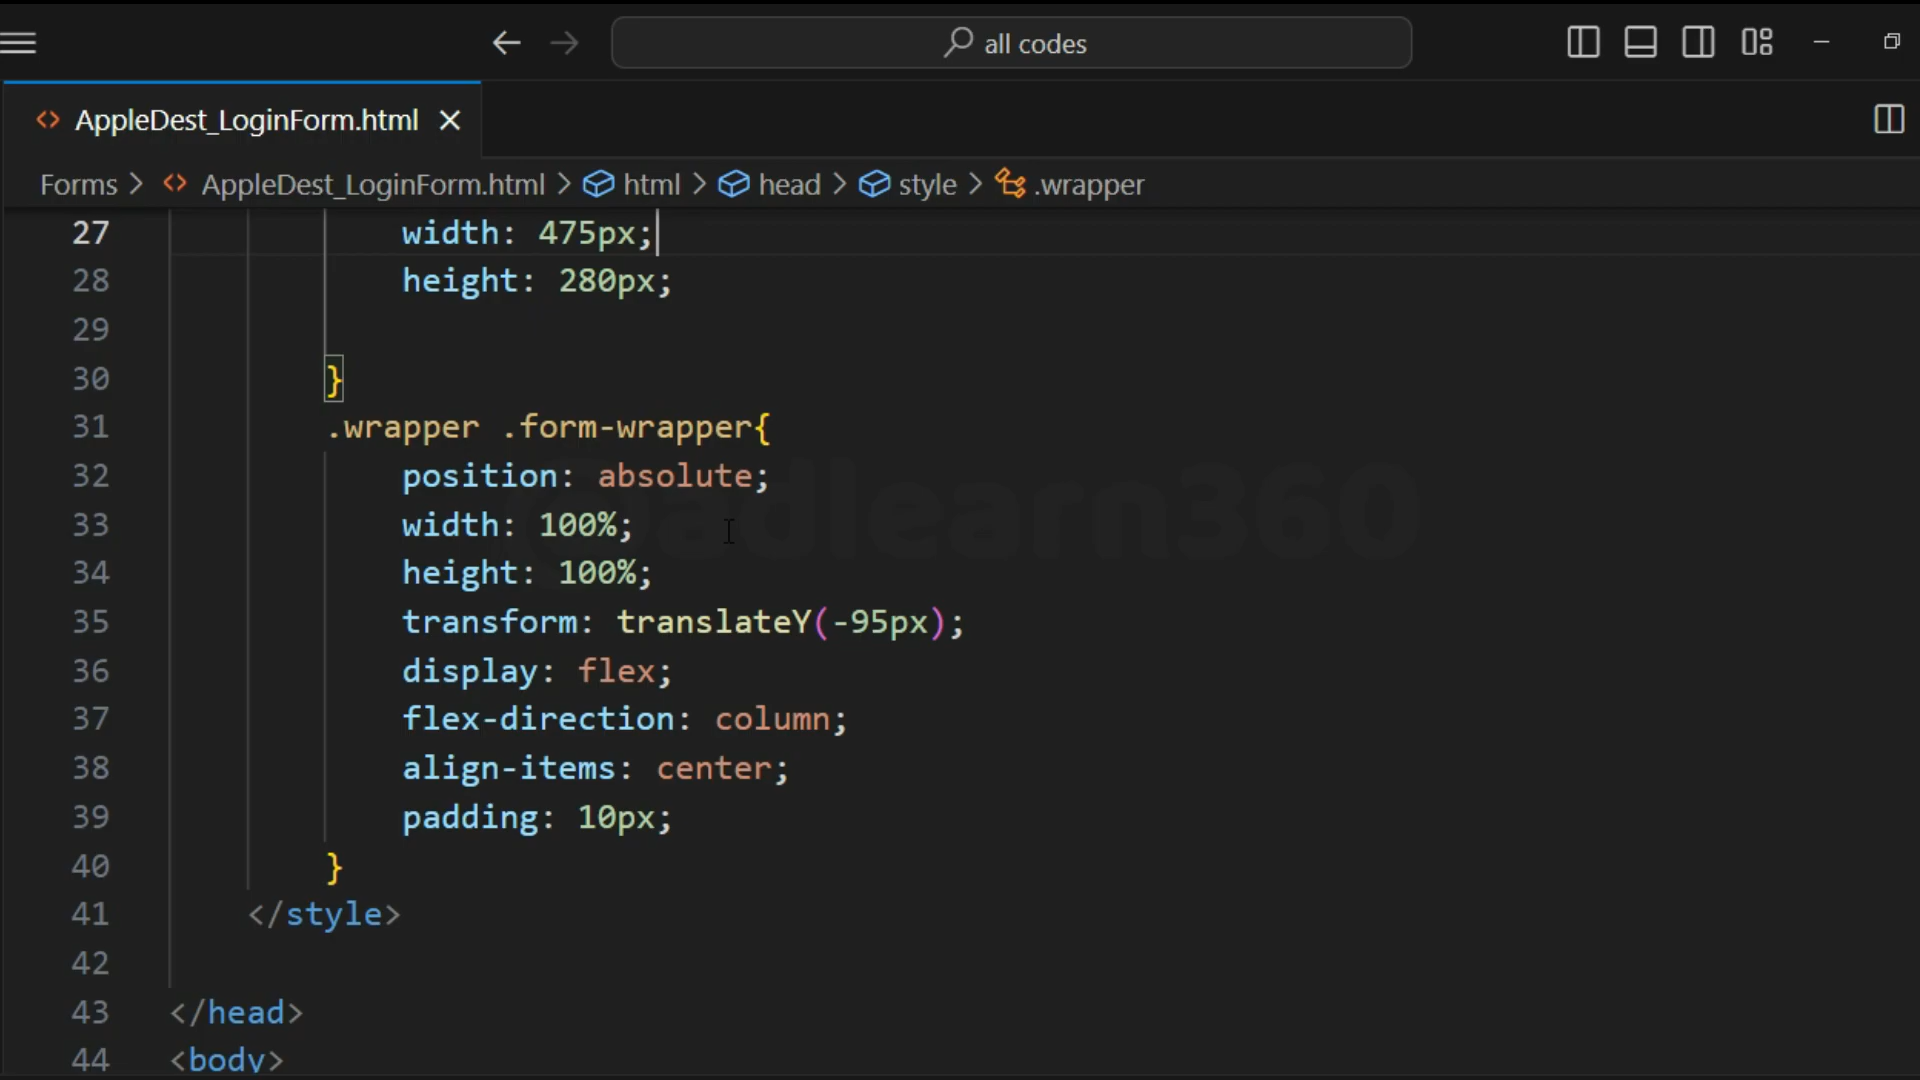 all codes
AppleDest_LoginForm.html
Forms > AppleDest_LoginForm.html > html > head > style > .wrapper
27 width: 475px;
28 height: 280px;
29
30 }
31 .wrapper .form-wrapper{
32 position: absolute;
@adlearn360
33 width: 100%;
34 height: 100%;
35 transform: translateY(-95px);
36 display: flex;
37 flex-direction: column;
38 align-items: center;
39 padding: 10px;
40 }
41 </style>
42
43 </head>
44 <body>